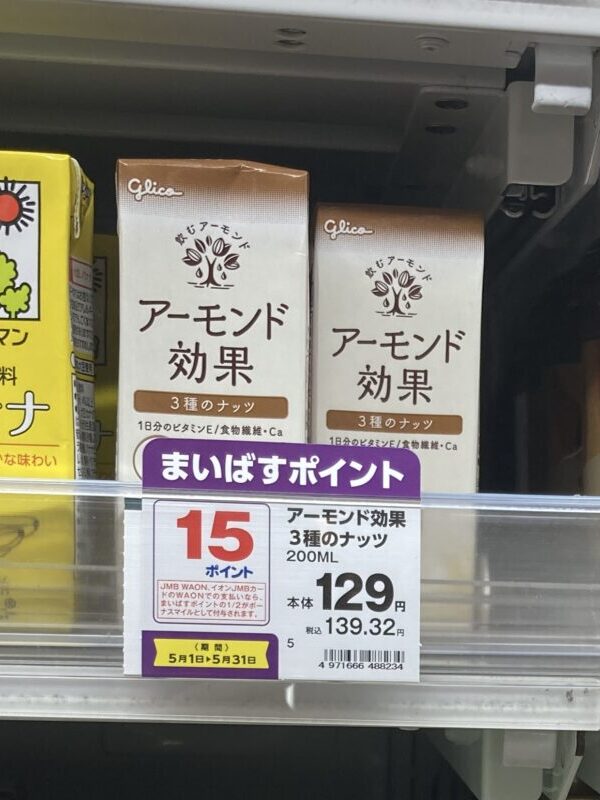 マン
料
ナ
かな味わい
Glico
飲むアーモンド
アーモンド
効果
3種のナッツ
1日分のビタミンE/食物繊維・Ca
Glico
飲むアーモンド
アーモンド
効果
3種のナッツ
1日分のビタミンE/食物繊維・Ca
まいばすポイント
15
ポイント
JMB WAON、イオンJMBカー
ドのWAONでの支払いなら、
まいばすポイントの1/2がボー
ナスマイルとして付与されます。
〈期間〉
5月1日▶5月31日
アーモンド効果
3種のナッツ
200ML
本体 129円
税込 139.32円
5
4 971666 488234